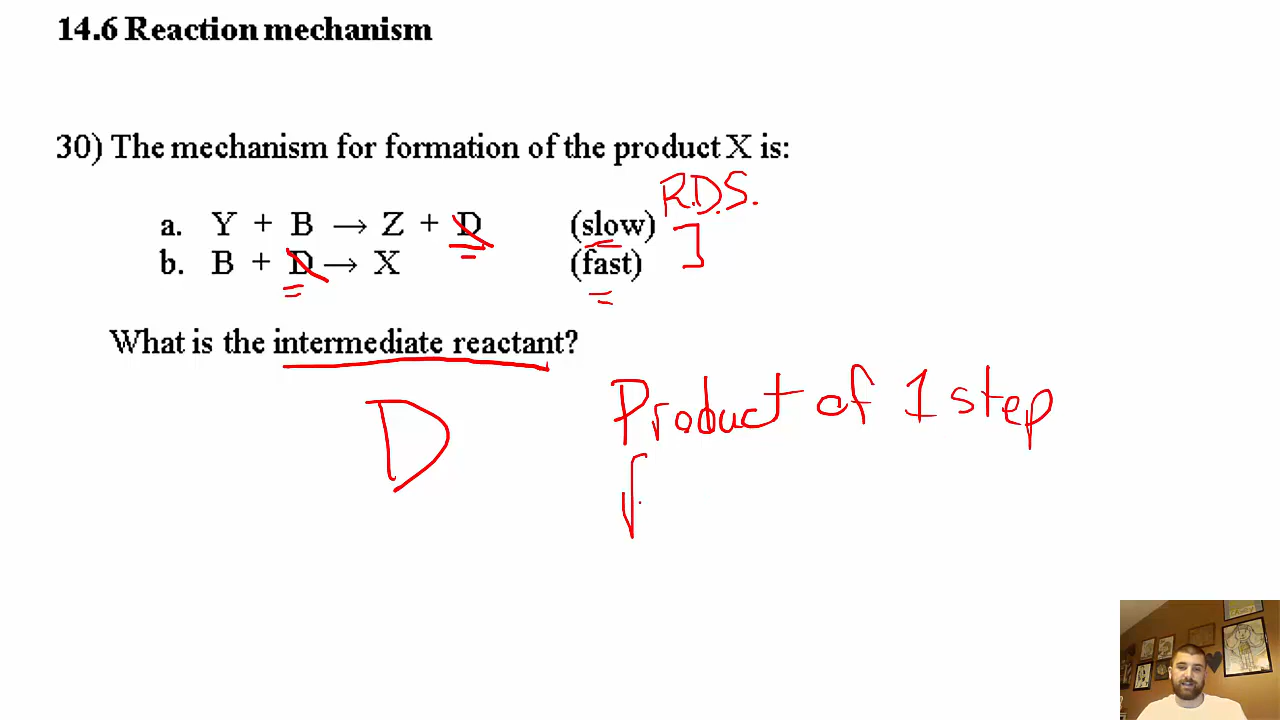 14.6 Reaction mechanism
30) The mechanism for formation of the product X is:
R.D.S.
a. Y + B → Z + D (slow)
b. B + D → X (fast)
What is the intermediate reactant?
D
Product of 1 step